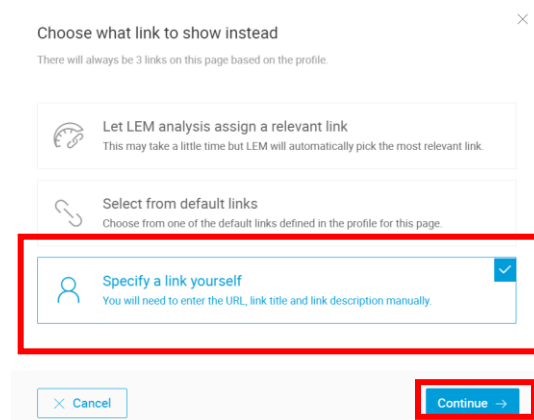 Choose what link to show instead
There will always be 3 links on this page based on the profile.
Let LEM analysis assign a relevant link
This may take a little time but LEM will automatically pick the most relevant link.
Select from default links
Choose from one of the default links defined in the profile for this page.
Specify a link yourself
You will need to enter the URL, link title and link description manually.
Cancel
Continue →